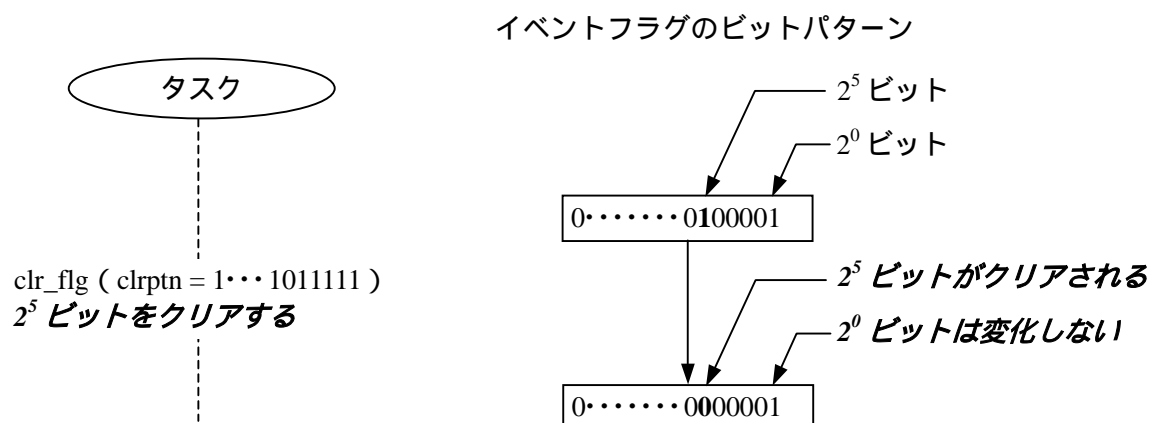 イベントフラグのビットパターン
タスク
2⁵ ビット
2⁰ ビット
0・・・・・・・0100001
clr_flg ( clrptn = 1・・・1011111 )
2⁵ ビットをクリアする
2⁵ ビットがクリアされる
2⁰ ビットは変化しない
0・・・・・・・0000001